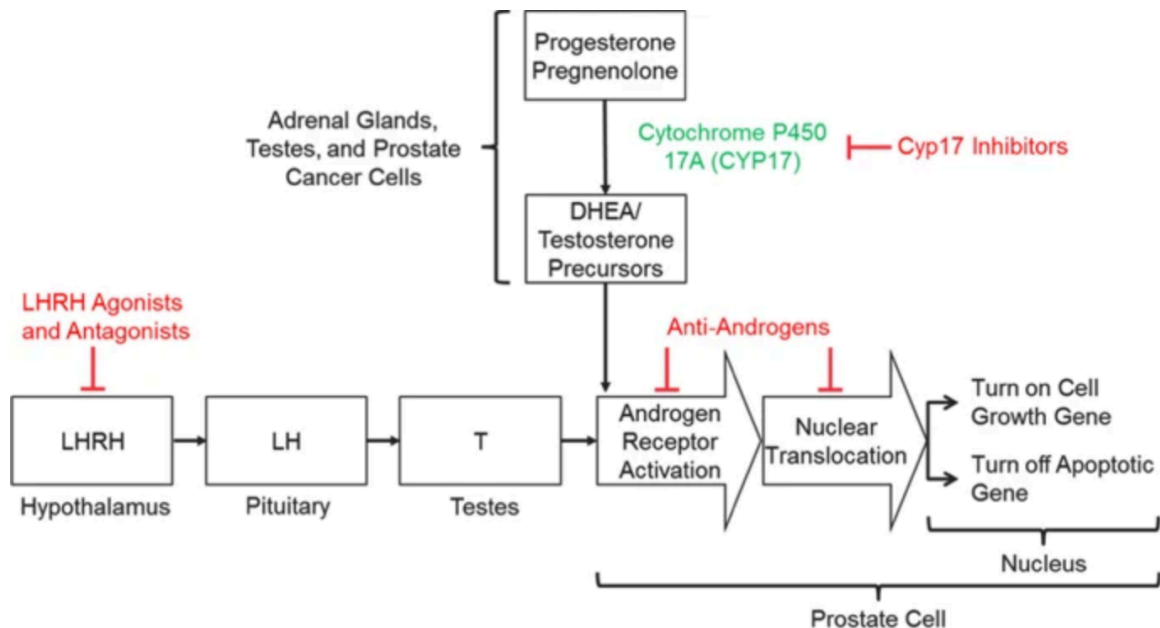 Progesterone
Pregnenolone
Adrenal Glands,
Testes, and Prostate
Cancer Cells
Cytochrome P450
17A (CYP17)
Cyp17 Inhibitors
DHEA/
Testosterone
Precursors
LHRH Agonists
and Antagonists
Anti-Androgens
LHRH
LH
T
Androgen
Receptor
Activation
Nuclear
Translocation
Turn on Cell
Growth Gene
Turn off Apoptotic
Gene
Hypothalamus
Pituitary
Testes
Nucleus
Prostate Cell